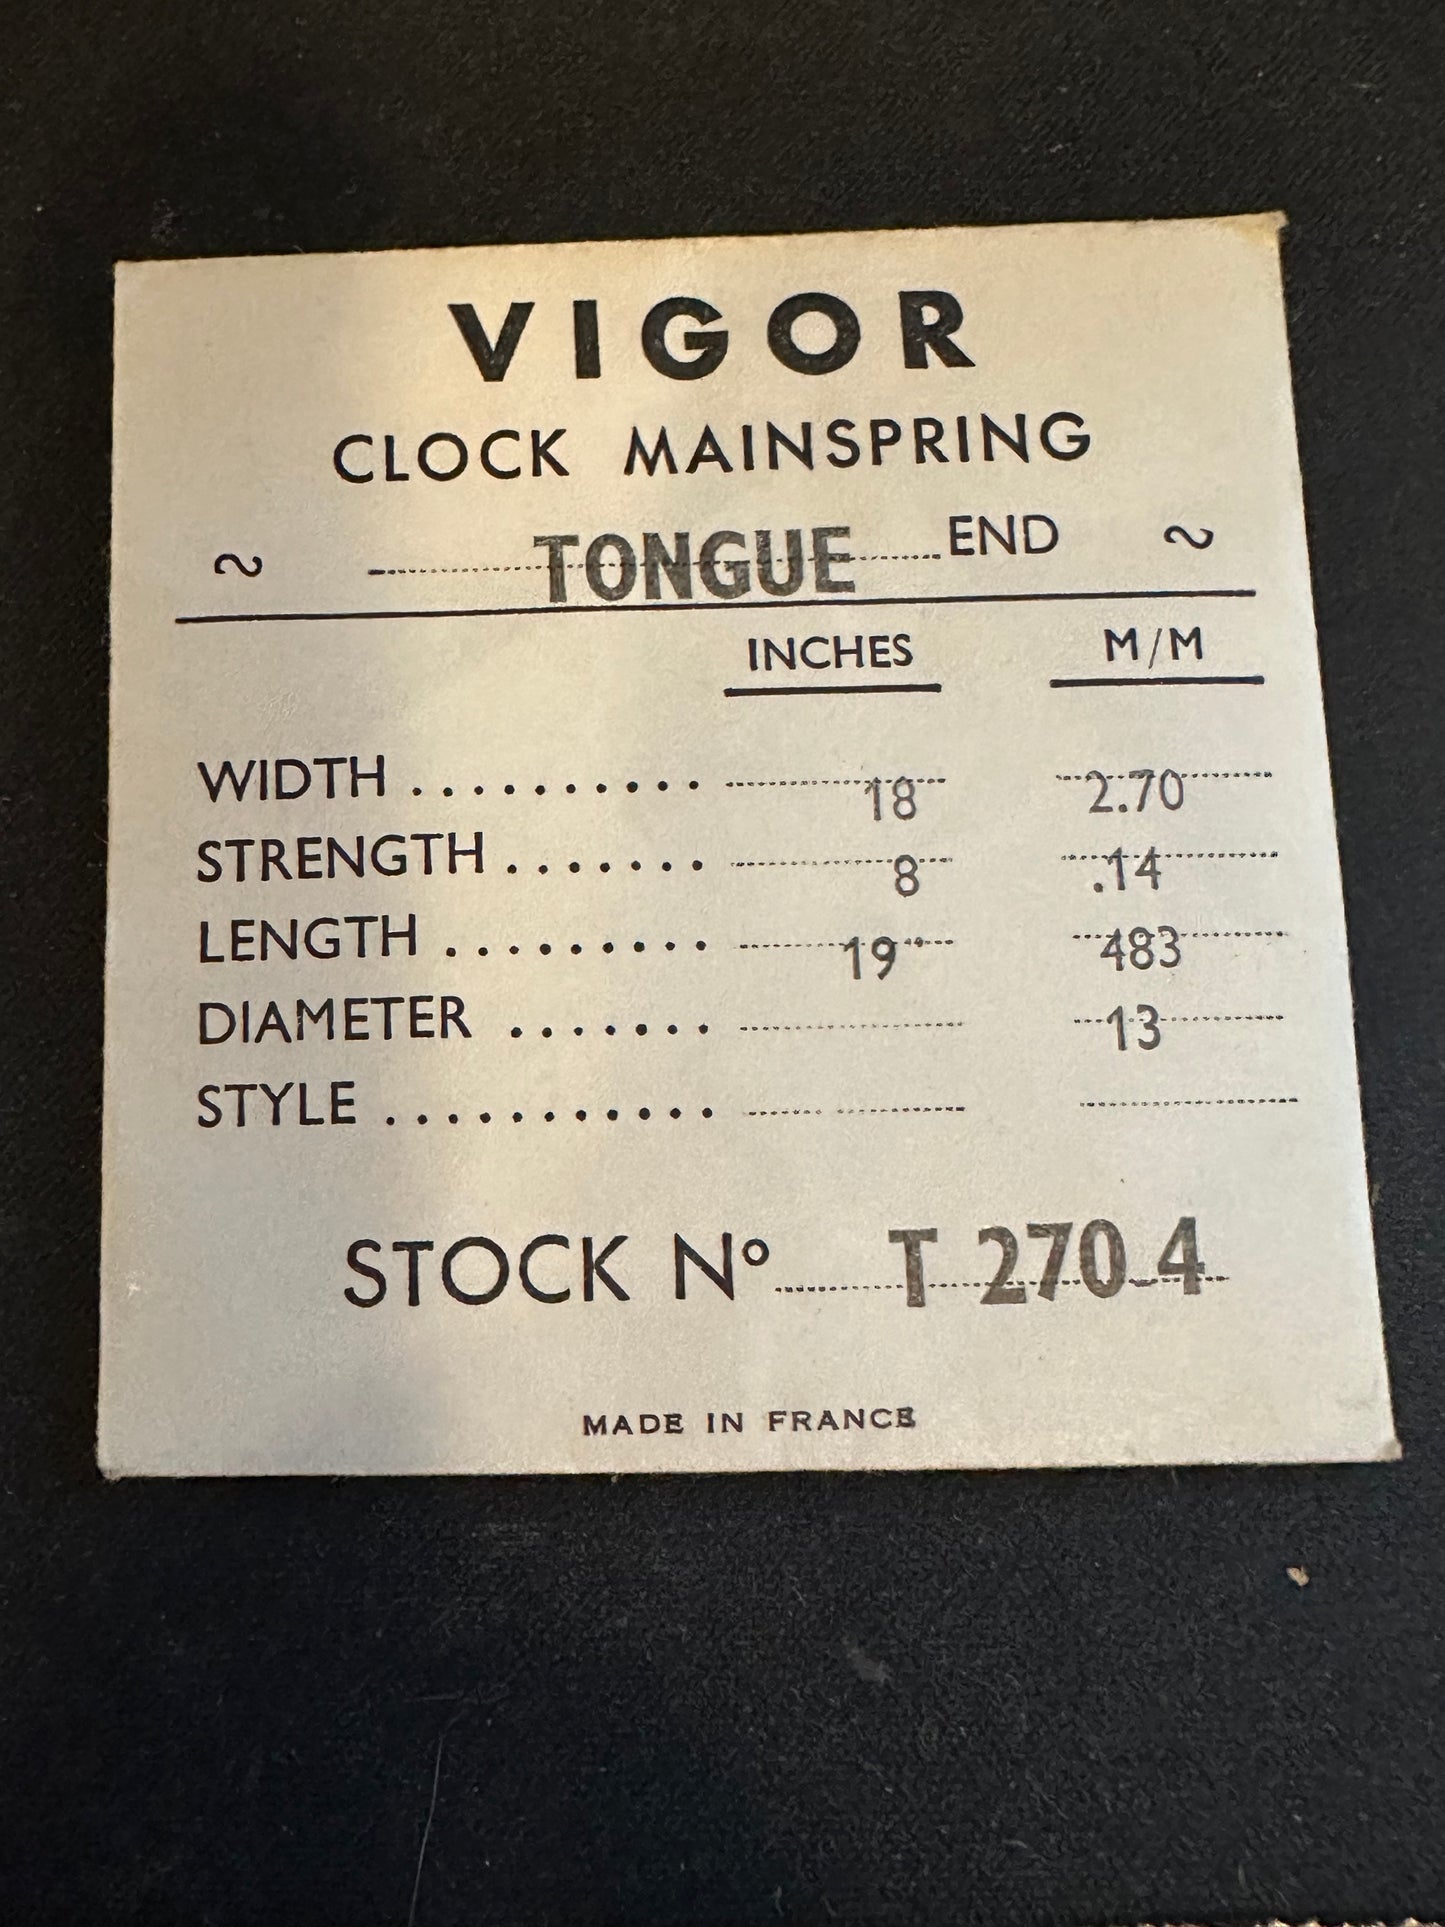 VIGOR
CLOCK MAINSPRING
~ TONGUE END ~
INCHES M/M
WIDTH .......... 18 2.70
STRENGTH ....... 8 .14
LENGTH ......... 19" 483
DIAMETER ....... 13
STYLE ...........
STOCK Nº T 270 4
MADE IN FRANCE